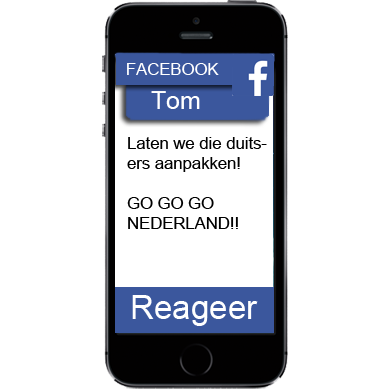 FACEBOOK
Tom
Laten we die duits-
ers aanpakken!
GO GO GO
NEDERLAND!!
Reageer